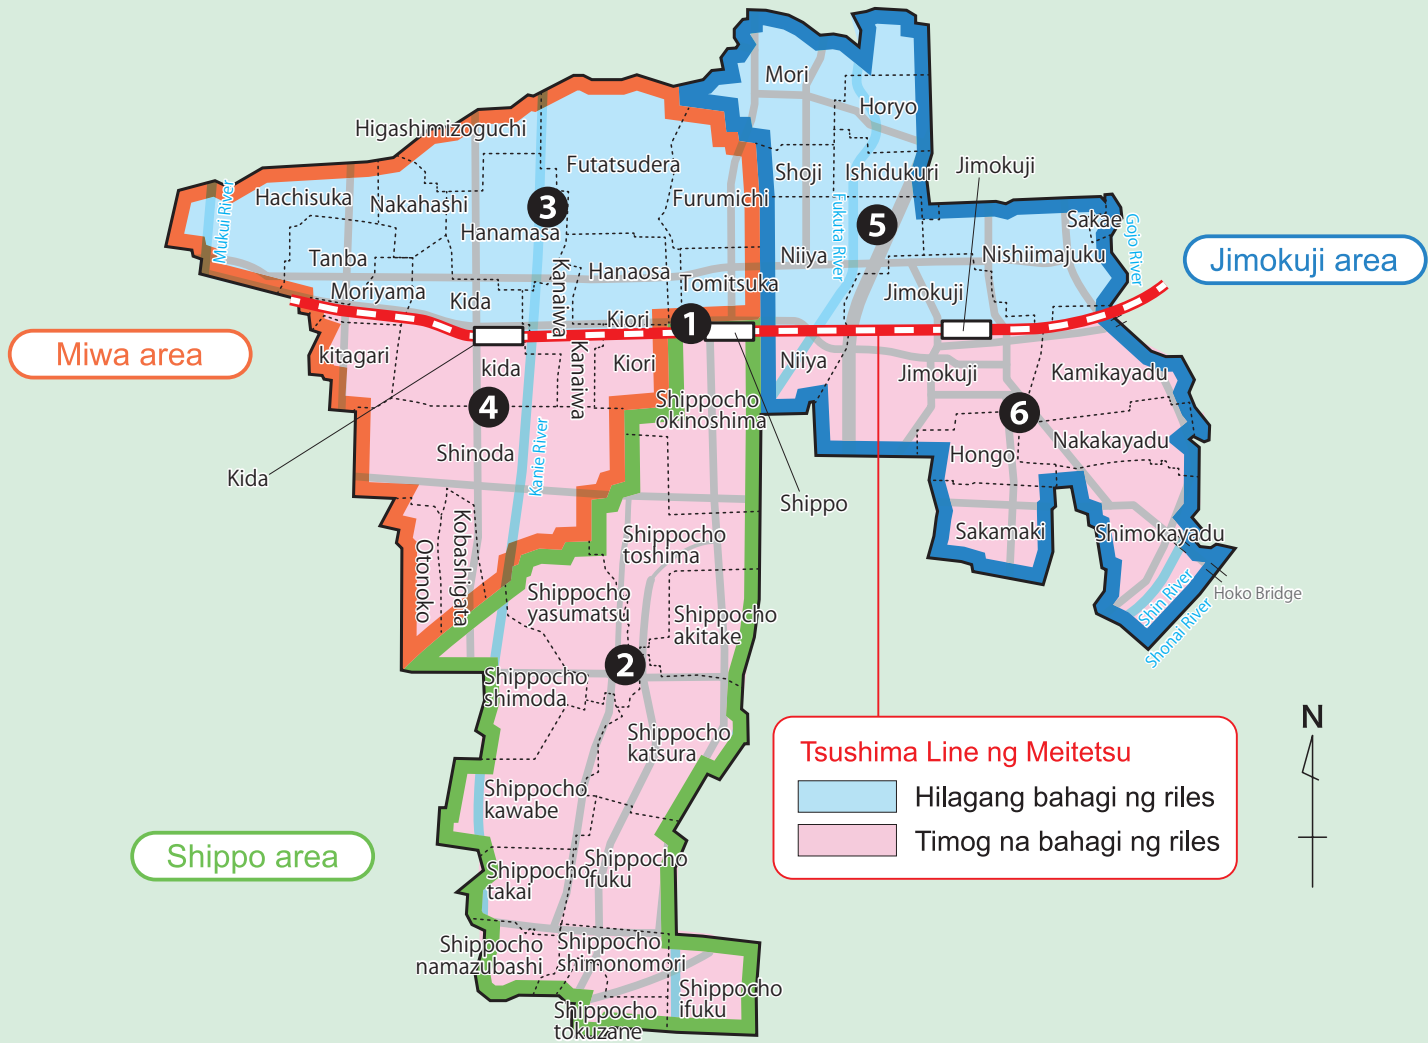 Mori
Horyo
Higashimizoguchi
Futatsudera
Shoji
Ishidukuri
Jimokuji
Hachisuka
Nakahashi
Furumichi
Mukui River
3
Hanamasa
5
Fukuta River
Sakae
Gojo River
Tanba
Hanaosa
Niiya
Nishiimajuku
Jimokuji area
Moriyama
Kida
Kanaiwa
Tomitsuka
Jimokuji
Kiori
1
Miwa area
kitagari
kida
Kanaiwa
Kiori
Niiya
Jimokuji
Kamikayadu
4
Shippocho
okinoshima
6
Shinoda
Kanie River
Hongo
Nakakayadu
Kida
Shippo
Otonoko
Kobashigata
Shippocho
toshima
Sakamaki
Shimokayadu
Shippocho
yasumatsu
Shippocho
akitake
Shin River
Shonai River
Hoko Bridge
2
Shippocho
shimoda
Shippocho
katsura
Shippocho
kawabe
Tsushima Line ng Meitetsu
Hilagang bahagi ng riles
Timog na bahagi ng riles
N
Shippo area
Shippocho
takai
Shippocho
ifuku
Shippocho
namazubashi
Shippocho
shimonomori
Shippocho
ifuku
Shippocho
tokuzane